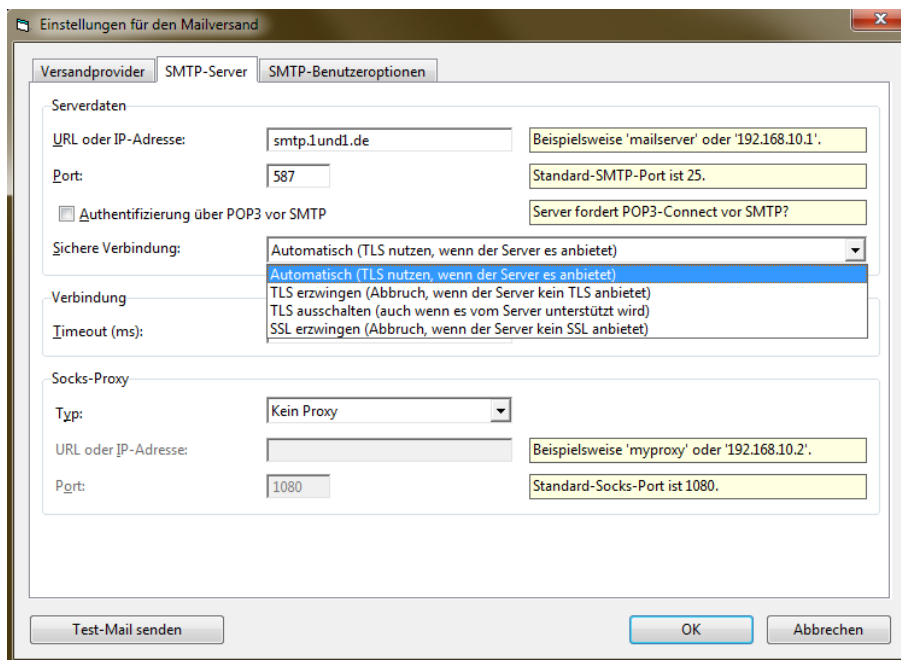 Einstellungen für den Mailversand
Versandprovider SMTP-Server SMTP-Benutzeroptionen
Serverdaten
URL oder IP-Adresse: smtp.1und1.de Beispielsweise 'mailserver' oder '192.168.10.1'.
Port: 587 Standard-SMTP-Port ist 25.
Authentifizierung über POP3 vor SMTP Server fordert POP3-Connect vor SMTP?
Sichere Verbindung: Automatisch (TLS nutzen, wenn der Server es anbietet)
Automatisch (TLS nutzen, wenn der Server es anbietet)
TLS erzwingen (Abbruch, wenn der Server kein TLS anbietet)
TLS ausschalten (auch wenn es vom Server unterstützt wird)
SSL erzwingen (Abbruch, wenn der Server kein SSL anbietet)
Verbindung
Timeout (ms):
Socks-Proxy
Typ: Kein Proxy
URL oder IP-Adresse: Beispielsweise 'myproxy' oder '192.168.10.2'.
Port: 1080 Standard-Socks-Port ist 1080.
Test-Mail senden OK Abbrechen